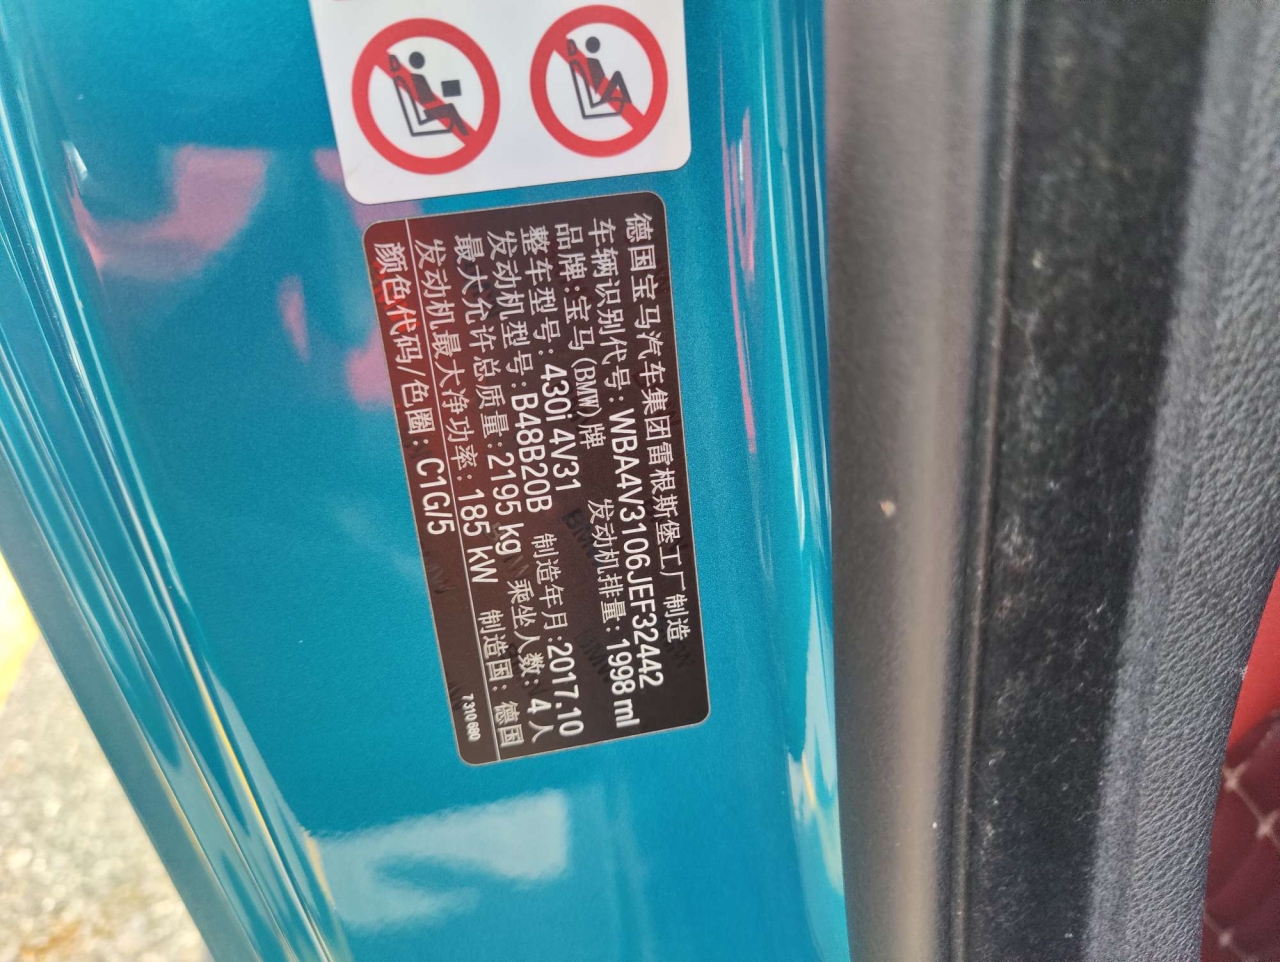 德国宝马汽车集团雷根斯堡工厂制造
车辆识别代号: WBA4V3106JEF32442
品牌:宝马(BMW)牌 发动机排量: 1998 ml
整车型号: 430i 4V31
发动机型号: B48B20B 制造年月:2017.10
最大允许总质量: 2195 kg 乘坐人数: 4 人
发动机最大净功率: 185 kW 制造国: 德国
颜色代码/色圈: C1G/5 7 310 680